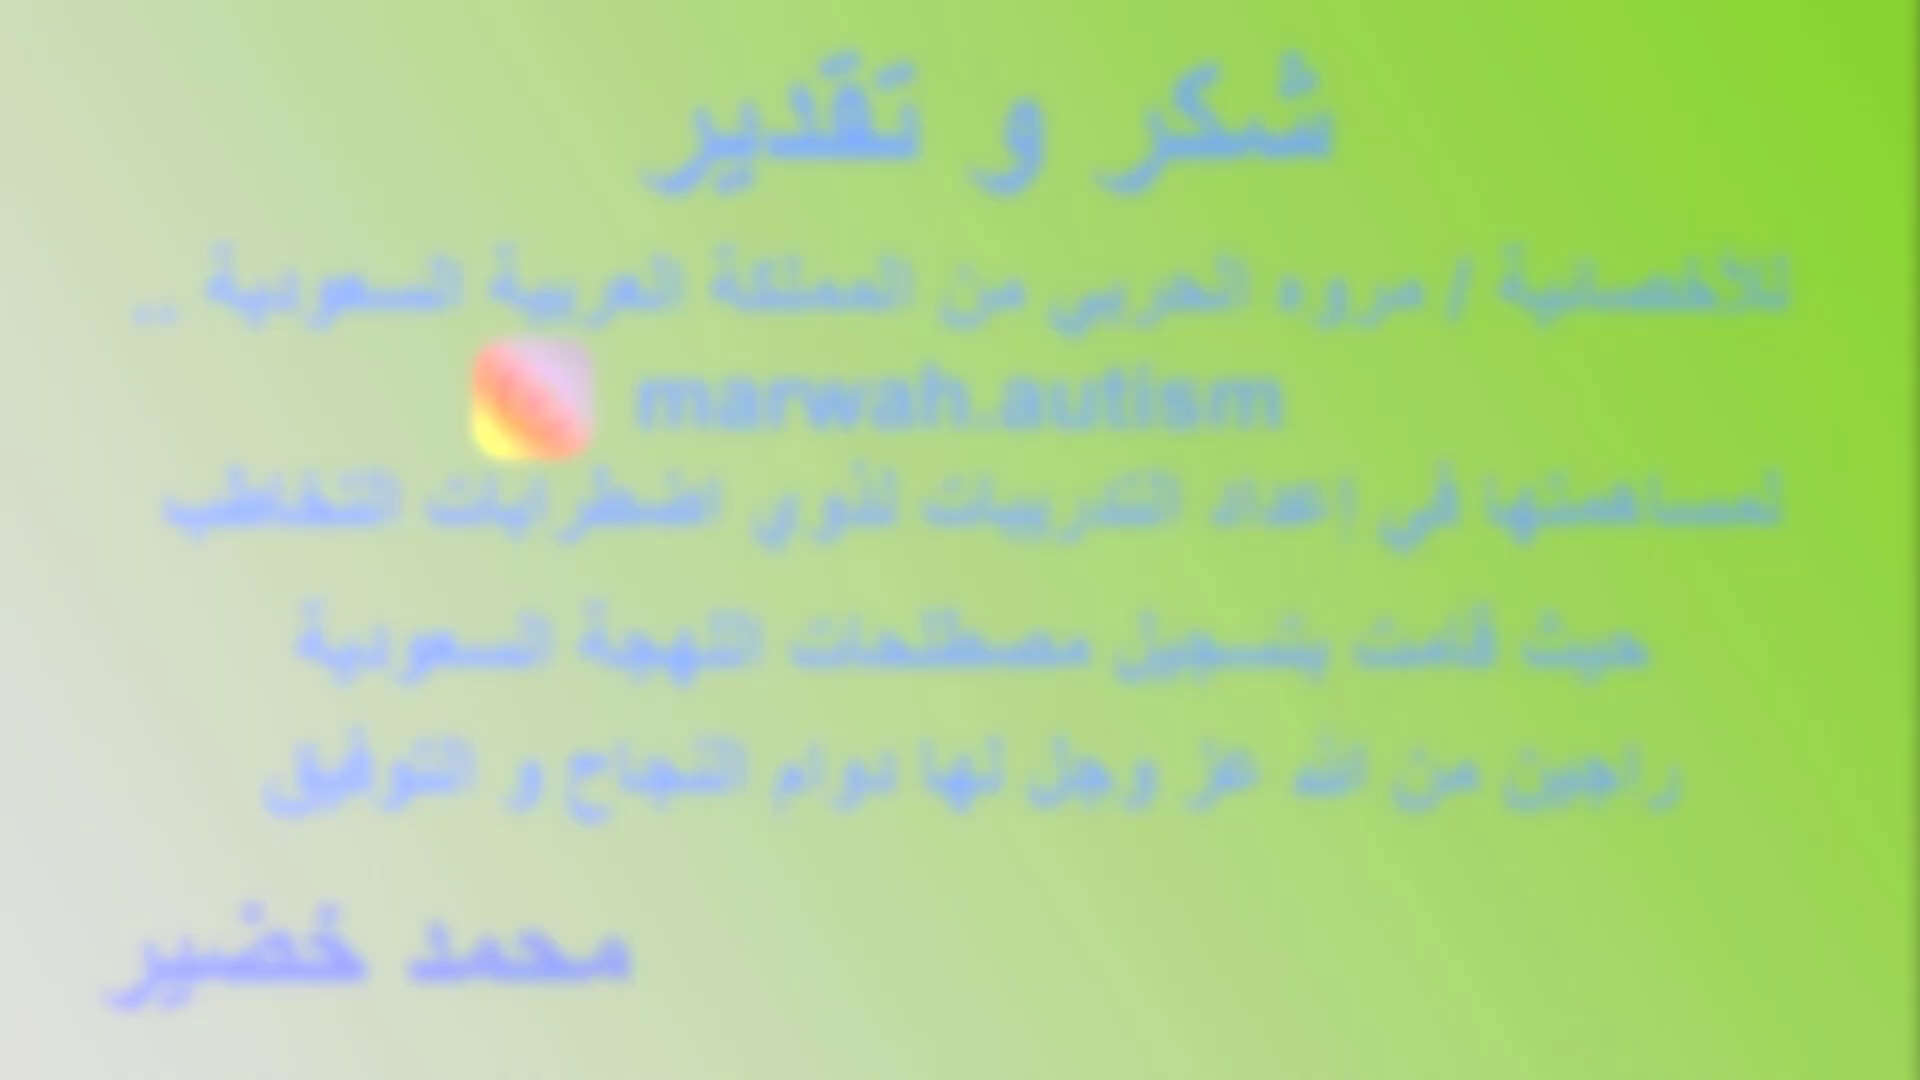 شكر و تقدير
للأخصائية / مروه الحربي من المملكة العربية السعودية ..
marwah.autism
لمساهمتها في إعداد التدريبات لذوي اضطرابات التخاطب
حيث قامت بتسجيل مصطلحات اللهجة السعودية
راجين من الله عز وجل لها دوام النجاح و التوفيق
محمد خضير